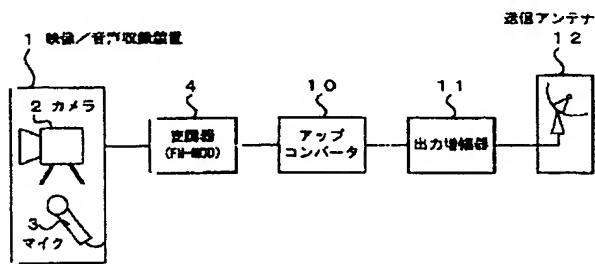 1 映像/音声収録装置
2 カメラ
3
マイク
4
変調器
(FM-MOD)
10
アップ
コンバータ
11
出力増幅器
送信アンテナ
12